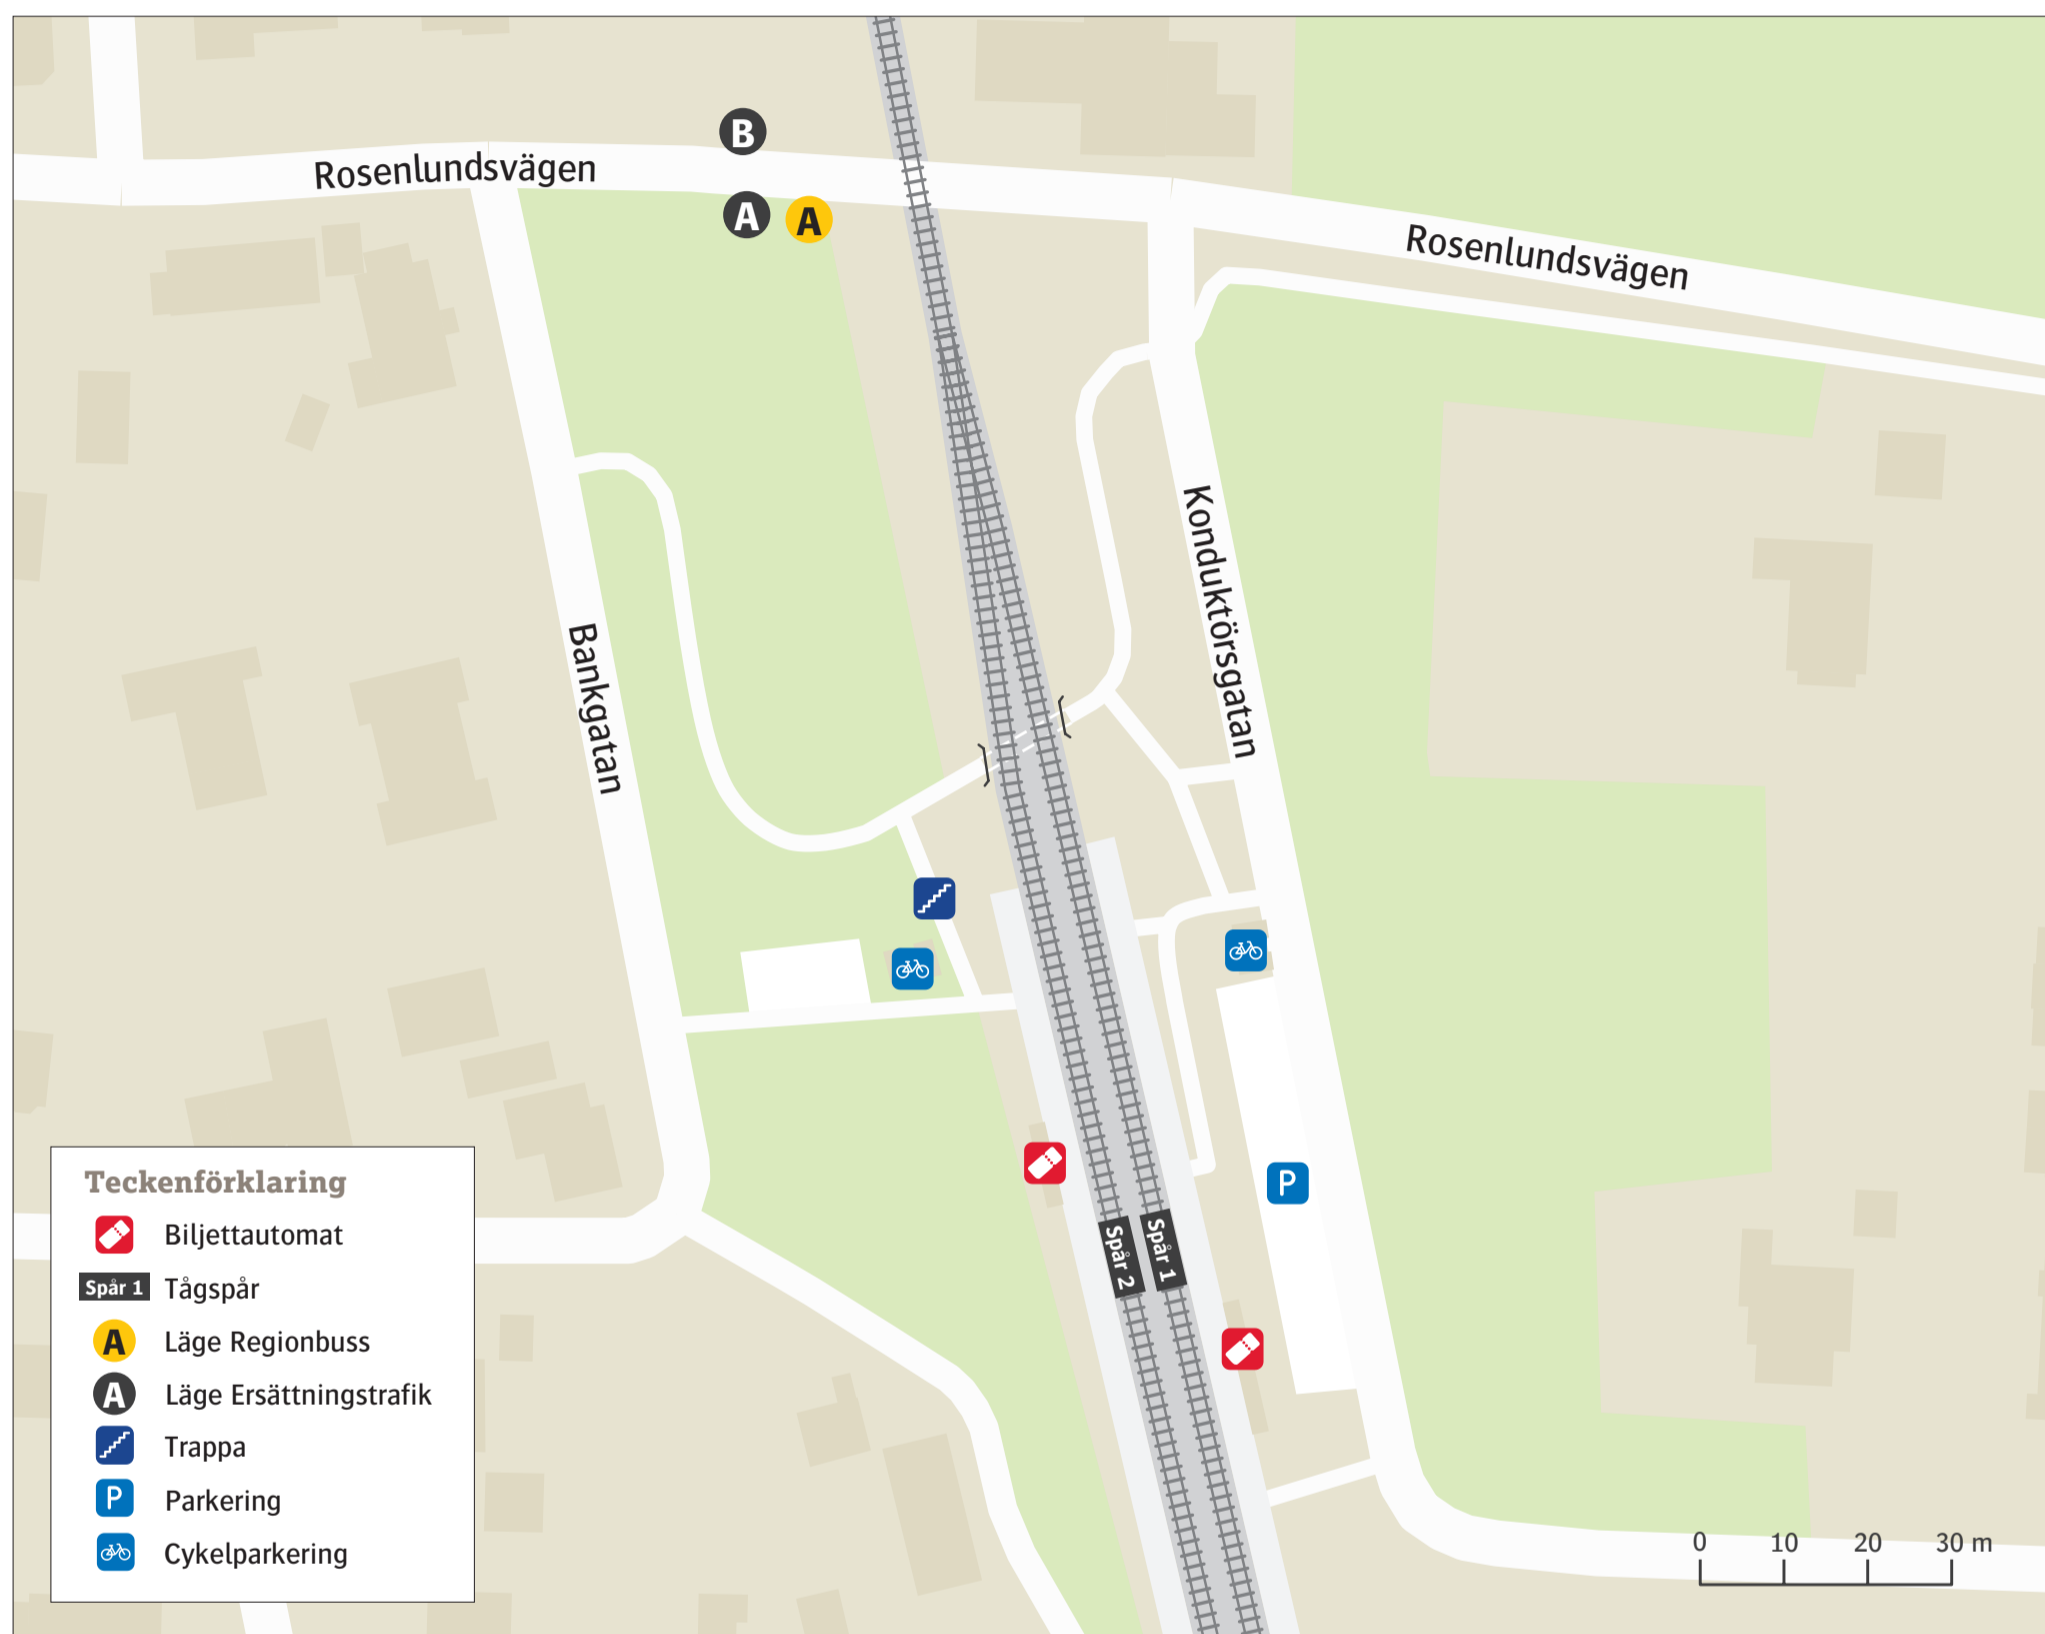 B
Rosenlundsvägen
A
A
Rosenlundsvägen
Konduktörsgatan
Bankgatan
P
Spår 2
Spår 1
Teckenförklaring
Biljettautomat
Spår 1 Tågspår
A Läge Regionbuss
A Läge Ersättningstrafik
Trappa
P Parkering
Cykelparkering
0 10 20 30 m